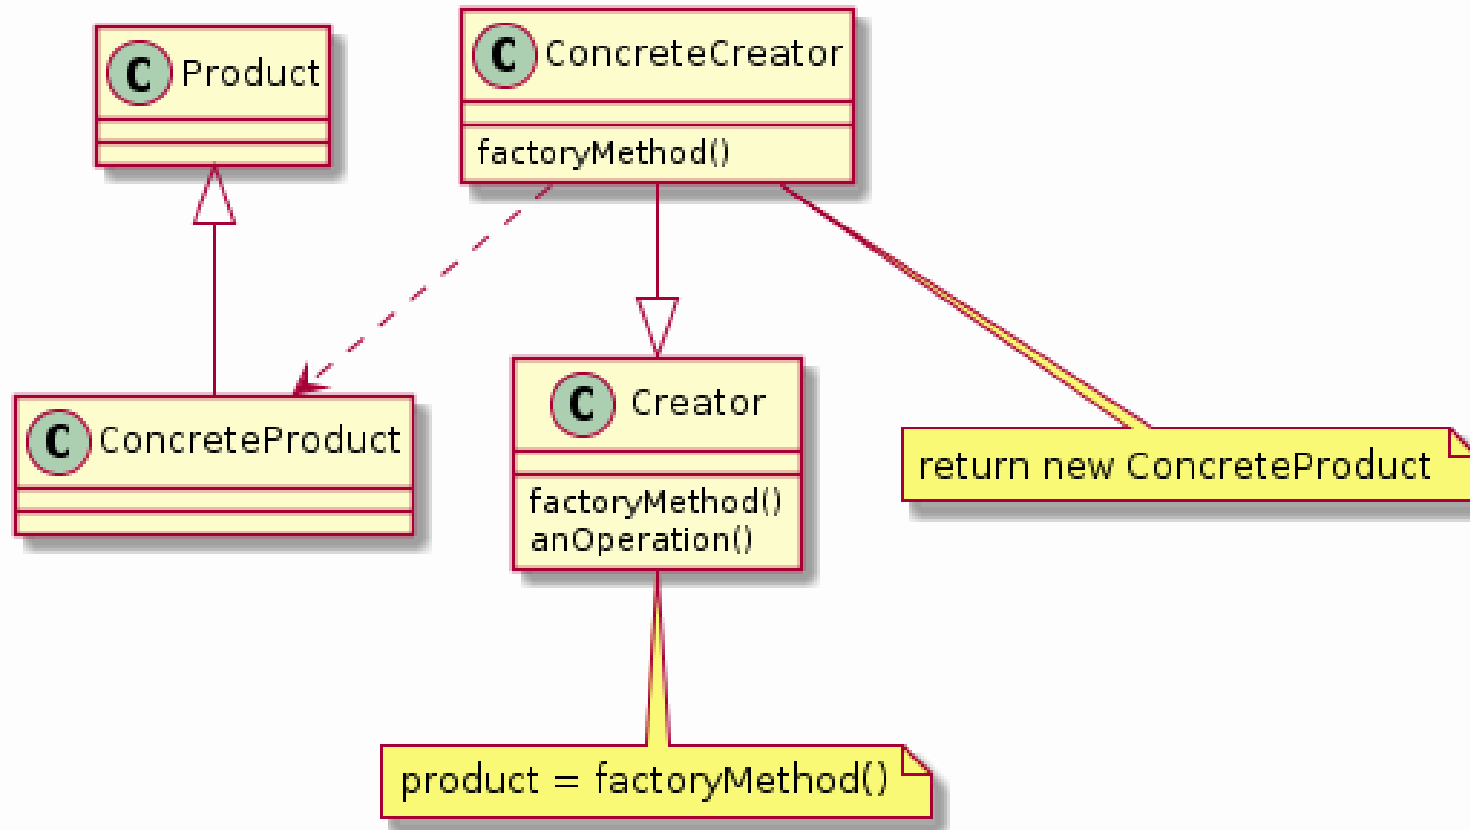 C Product
C ConcreteCreator
factoryMethod()
C ConcreteProduct
C Creator
factoryMethod()
anOperation()
return new ConcreteProduct
product = factoryMethod()